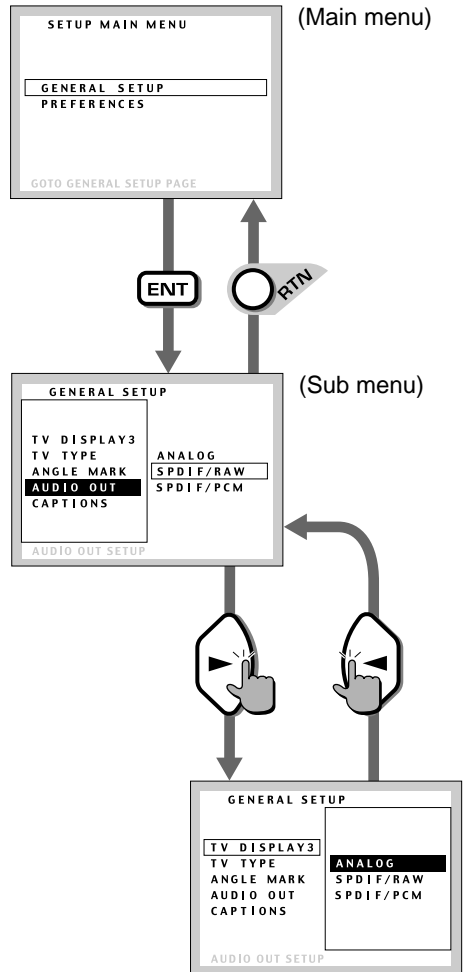 (Main menu)
SETUP MAIN MENU
GENERAL SETUP
PREFERENCES
GOTO GENERAL SETUP PAGE
ENT
RTN
(Sub menu)
GENERAL SETUP
TV DISPLAY3
TV TYPE ANALOG
ANGLE MARK SPDIF/RAW
AUDIO OUT SPDIF/PCM
CAPTIONS
AUDIO OUT SETUP
GENERAL SETUP
TV DISPLAY3
TV TYPE ANALOG
ANGLE MARK SPDIF/RAW
AUDIO OUT SPDIF/PCM
CAPTIONS
AUDIO OUT SETUP